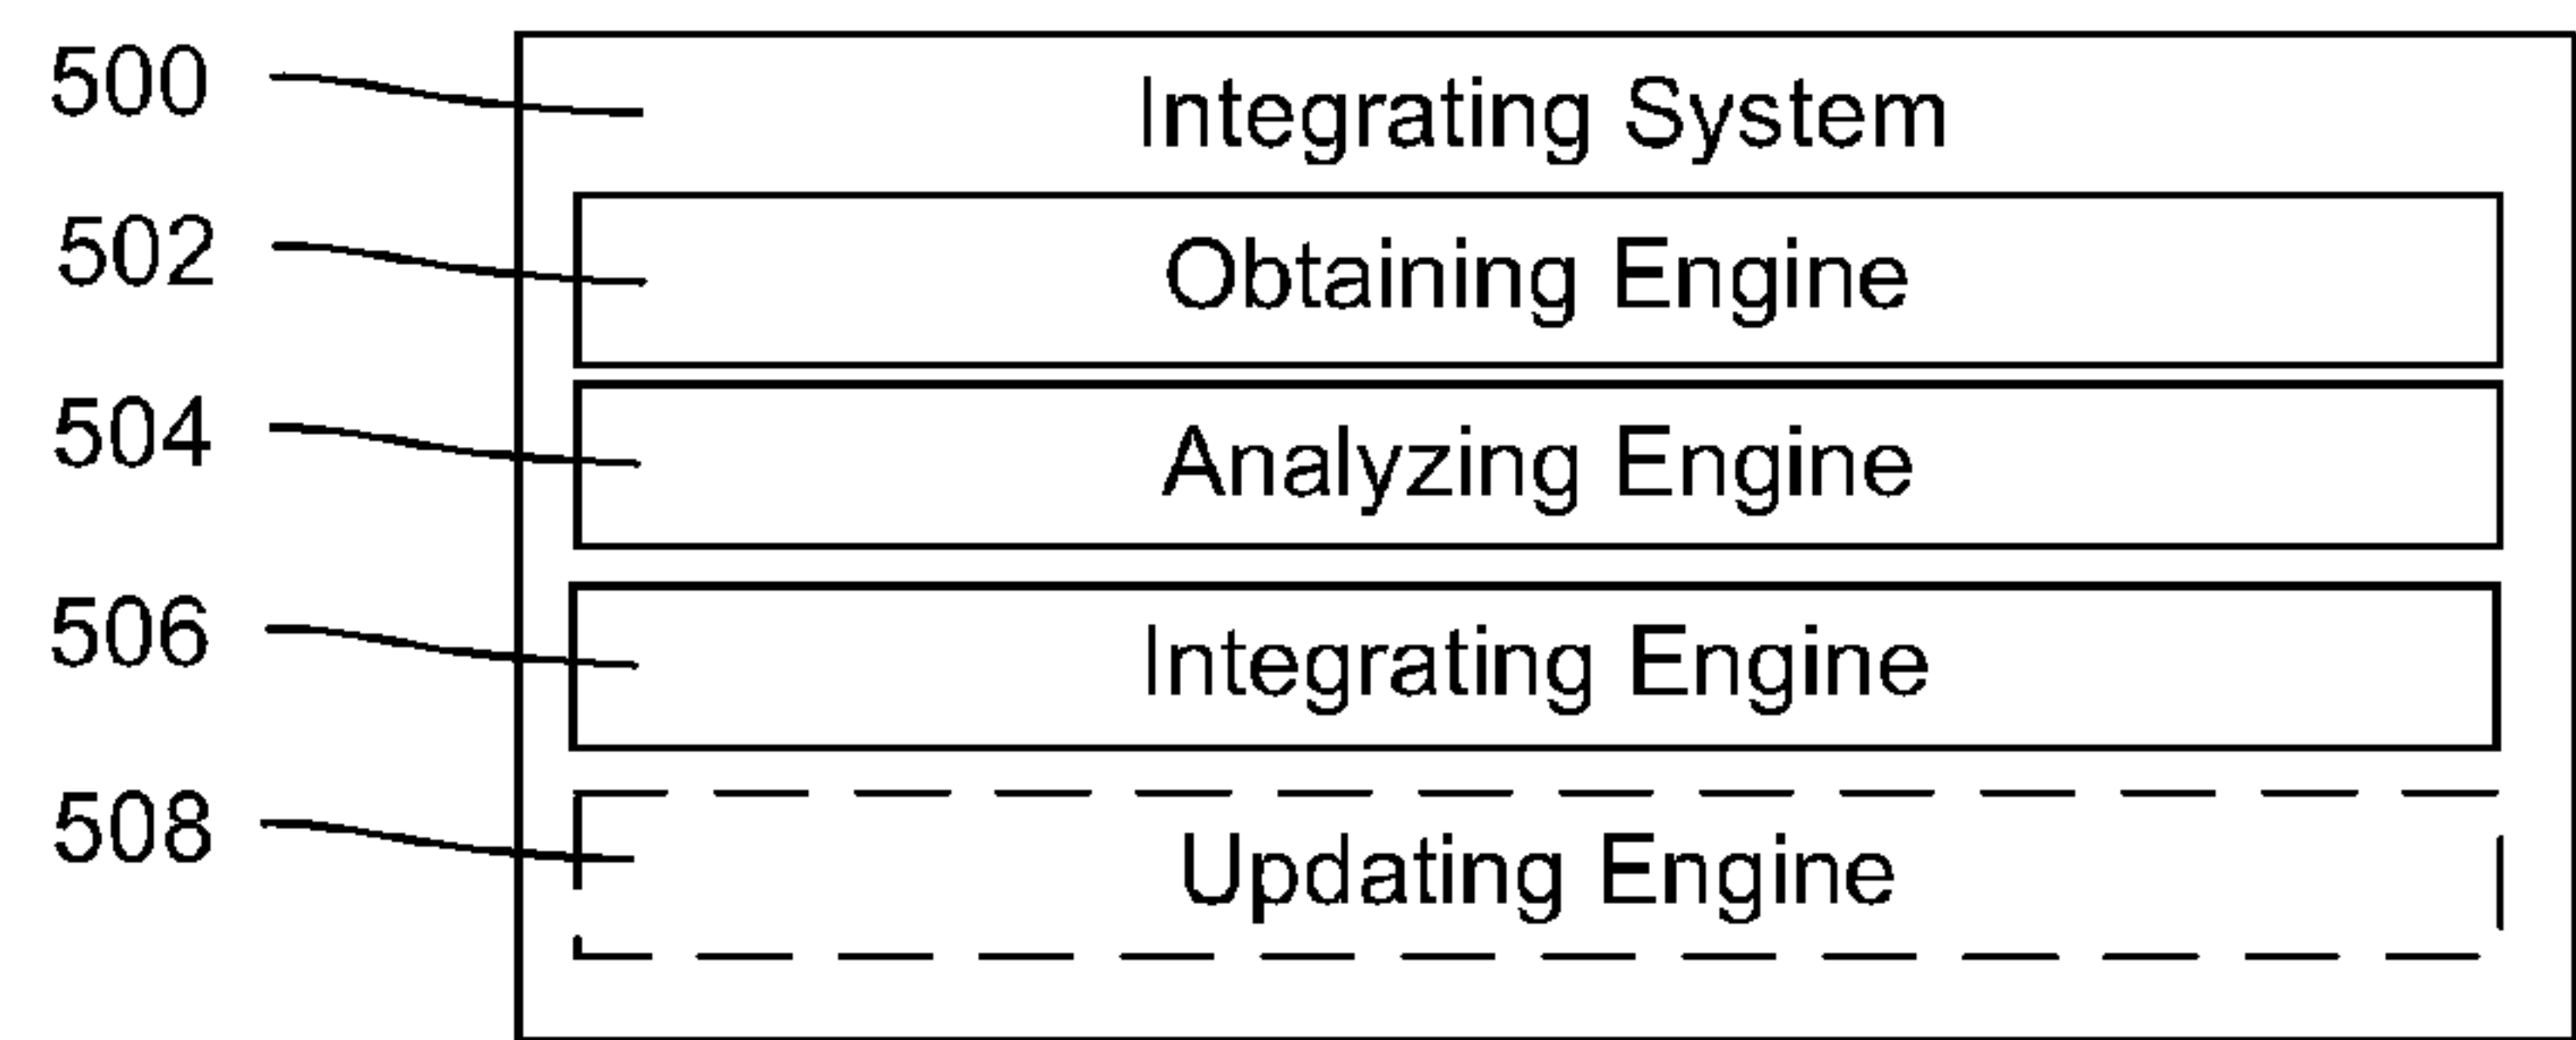 500 Integrating System
502 Obtaining Engine
504 Analyzing Engine
506 Integrating Engine
508 Updating Engine